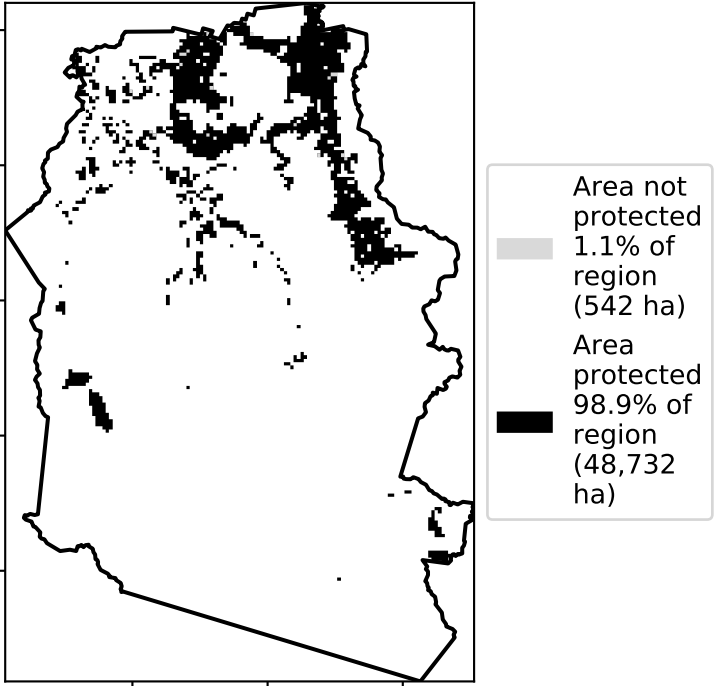 Area not
protected
1.1% of
region
(542 ha)
Area
protected
98.9% of
region
(48,732
ha)